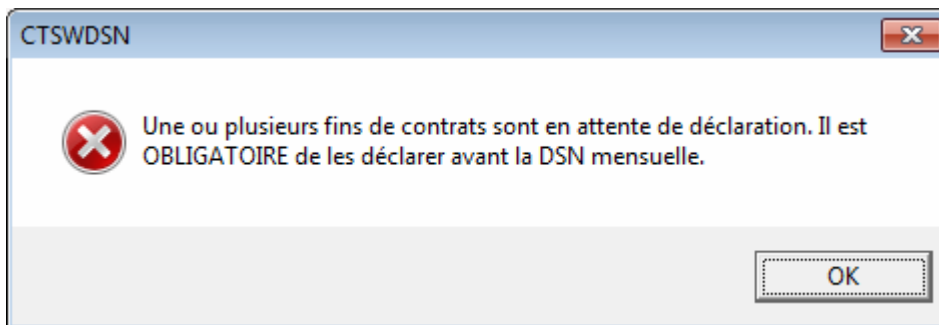 CTSWDSN
Une ou plusieurs fins de contrats sont en attente de déclaration. Il est
OBLIGATOIRE de les déclarer avant la DSN mensuelle.
OK